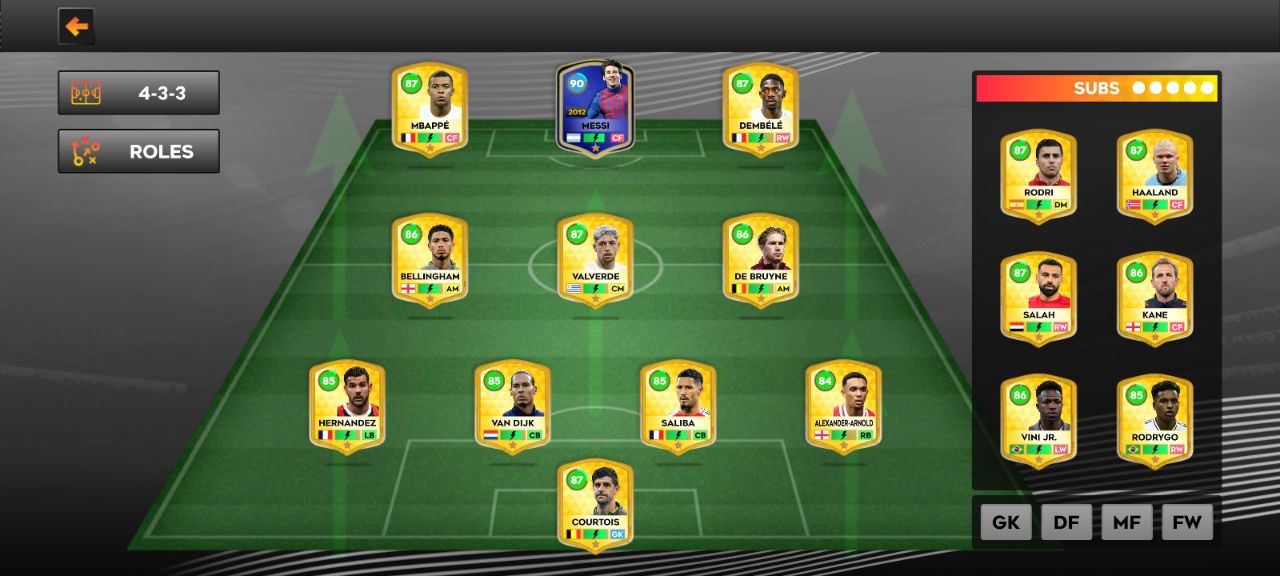 4-3-3
ROLES
87
MBAPPÉ
CF
90
2012
MESSI
CF
87
DEMBÉLÉ
RW
86
BELLINGHAM
AM
87
VALVERDE
CM
86
DE BRUYNE
AM
85
HERNANDEZ
LB
85
VAN DIJK
CB
85
SALIBA
CB
84
ALEXANDER-ARNOLD
RB
87
COURTOIS
GK
SUBS
87
RODRI
DM
87
HAALAND
CF
87
SALAH
RW
86
KANE
CF
86
VINI JR.
LW
85
RODRYGO
RW
GK DF MF FW